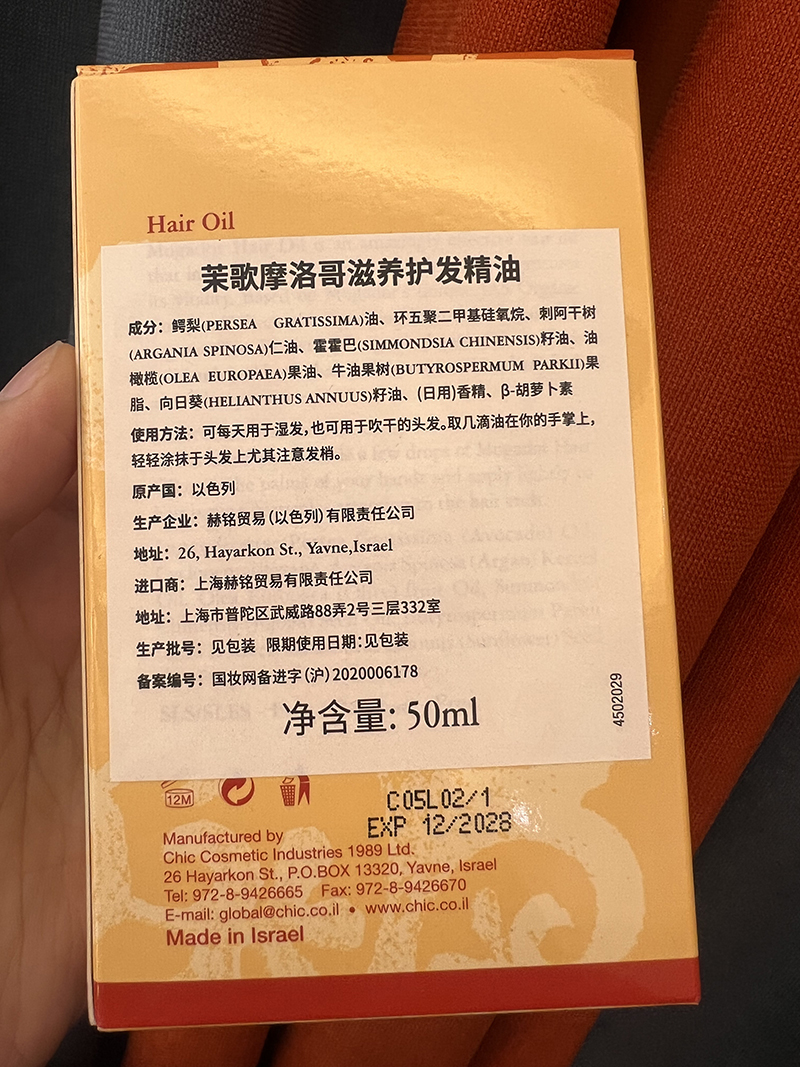 Hair Oil
茉歌摩洛哥滋养护发精油
成分：鳄梨(PERSEA GRATISSIMA)油、环五聚二甲基硅氧烷、刺阿干树
(ARGANIA SPINOSA)仁油、霍霍巴(SIMMONDSIA CHINENSIS)籽油、油
橄榄(OLEA EUROPAEA)果油、牛油果树(BUTYROSPERMUM PARKII)果
脂、向日葵(HELIANTHUS ANNUUS)籽油、(日用)香精、β-胡萝卜素
使用方法：可每天用于湿发,也可用于吹干的头发。取几滴油在你的手掌上,
轻轻涂抹于头发上尤其注意发梢。
原产国：以色列
生产企业：赫铭贸易(以色列)有限责任公司
地址：26, Hayarkon St., Yavne,Israel
进口商：上海赫铭贸易有限责任公司
地址：上海市普陀区武威路88弄2号三层332室
生产批号：见包装 限期使用日期:见包装
备案编号：国妆网备进字(沪)2020006178
净含量: 50ml
4502029
12M
C05L02/1
EXP 12/2028
Manufactured by
Chic Cosmetic Industries 1989 Ltd.
26 Hayarkon St., P.O.BOX 13320, Yavne, Israel
Tel: 972-8-9426665 Fax: 972-8-9426670
E-mail: global@chic.co.il • www.chic.co.il
Made in Israel